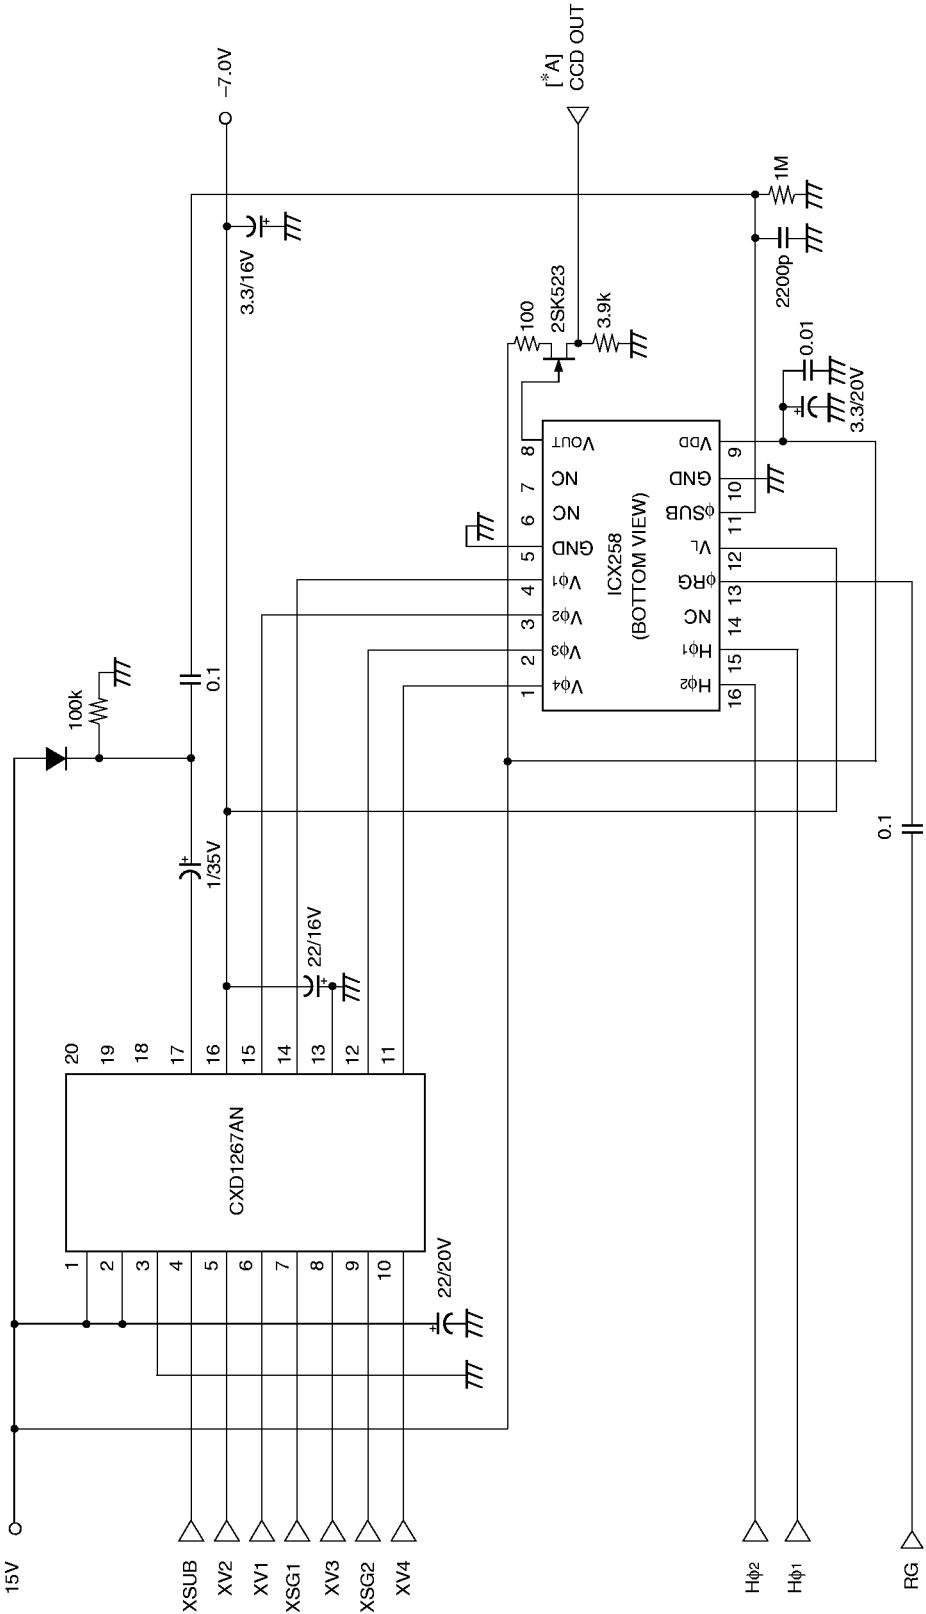 15V
XSUB
XV2
XV1
XSG1
XV3
XSG2
XV4
22/20V
1
2
3
4
5
6
7
8
9
10
CXD1267AN
20
19
18
17
16
15
14
13
12
11
100k
1/35V
0.1
22/16V
−7.0V
3.3/16V
[*A]
CCD OUT
100
2SK523
3.9k
1
2
3
4
5
6
7
8
Vφ4
Vφ3
Vφ2
Vφ1
GND
NC
NC
VOUT
ICX258
(BOTTOM VIEW)
Hφ2
Hφ1
NC
φRG
VL
φSUB
GND
VDD
16
15
14
13
12
11
10
9
1M
2200p
0.01
3.3/20V
0.1
Hφ2
Hφ1
RG